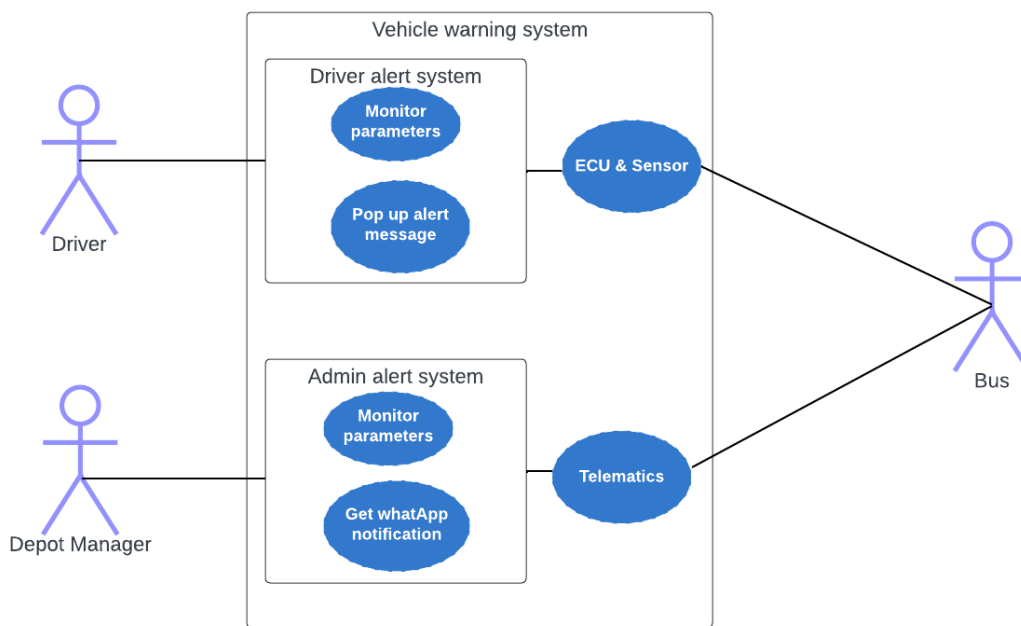 Vehicle warning system
Driver alert system
Monitor
parameters
Pop up alert
message
ECU & Sensor
Driver
Bus
Admin alert system
Monitor
parameters
Get whatApp
notification
Telematics
Depot Manager